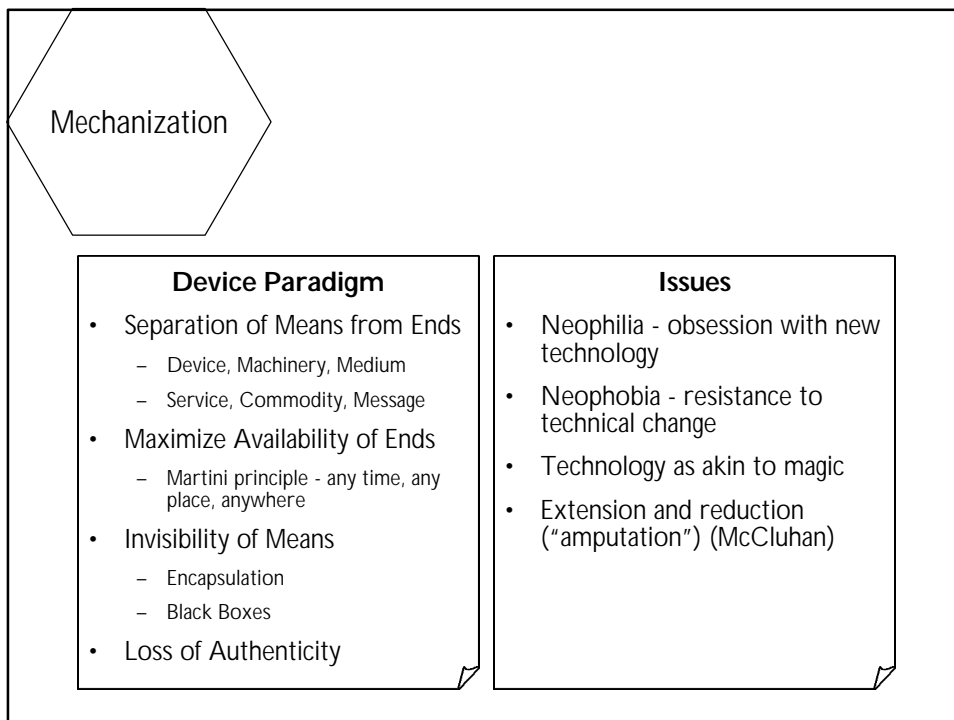 Mechanization
Device Paradigm
• Separation of Means from Ends
– Device, Machinery, Medium
– Service, Commodity, Message
• Maximize Availability of Ends
– Martini principle - any time, any
place, anywhere
• Invisibility of Means
– Encapsulation
– Black Boxes
• Loss of Authenticity
Issues
• Neophilia - obsession with new
technology
• Neophobia - resistance to
technical change
• Technology as akin to magic
• Extension and reduction
(“amputation”) (McCluhan)